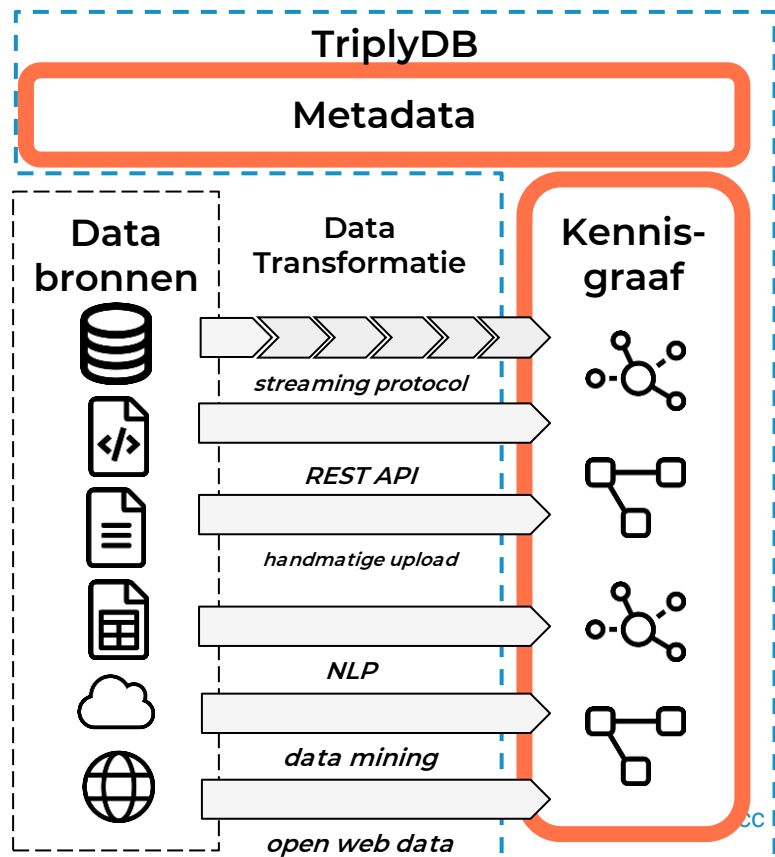 TriplyDB
Metadata
Data
bronnen
Data
Transformatie
Kennis-
graaf
streaming protocol
</>
REST API
handmatige upload
NLP
data mining
open web data
cc